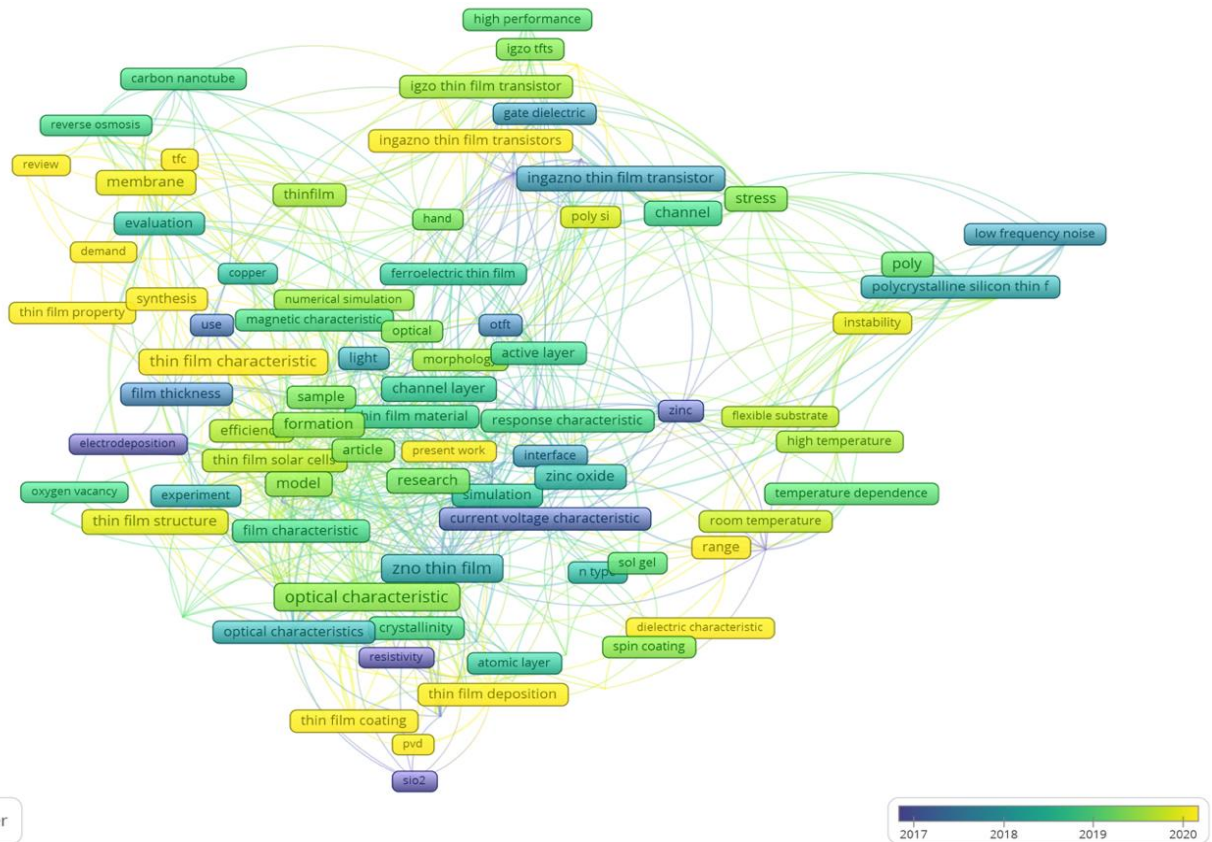 high performance
igzo tfts
carbon nanotube
igzo thin film transistor
gate dielectric
reverse osmosis
ingazno thin film transistors
review
tfc
membrane
ingazno thin film transistor
thinfilm
stress
hand
poly si
channel
evaluation
low frequency noise
demand
poly
copper
ferroelectric thin film
polycrystalline silicon thin f
synthesis
numerical simulation
thin film property
use
magnetic characteristic
optical
otft
instability
thin film characteristic
light
morphology
active layer
film thickness
channel layer
sample
hin film material
zinc
flexible substrate
efficienc
formation
response characteristic
electrodeposition
article
present work
interface
high temperature
thin film solar cells
model
research
zinc oxide
oxygen vacancy
experiment
simulation
temperature dependence
thin film structure
film characteristic
current voltage characteristic
room temperature
range
zno thin film
n typ
sol gel
optical characteristic
optical characteristics
crystallinity
dielectric characteristic
spin coating
resistivity
atomic layer
thin film deposition
thin film coating
pvd
sio2
er
2017 2018 2019 2020